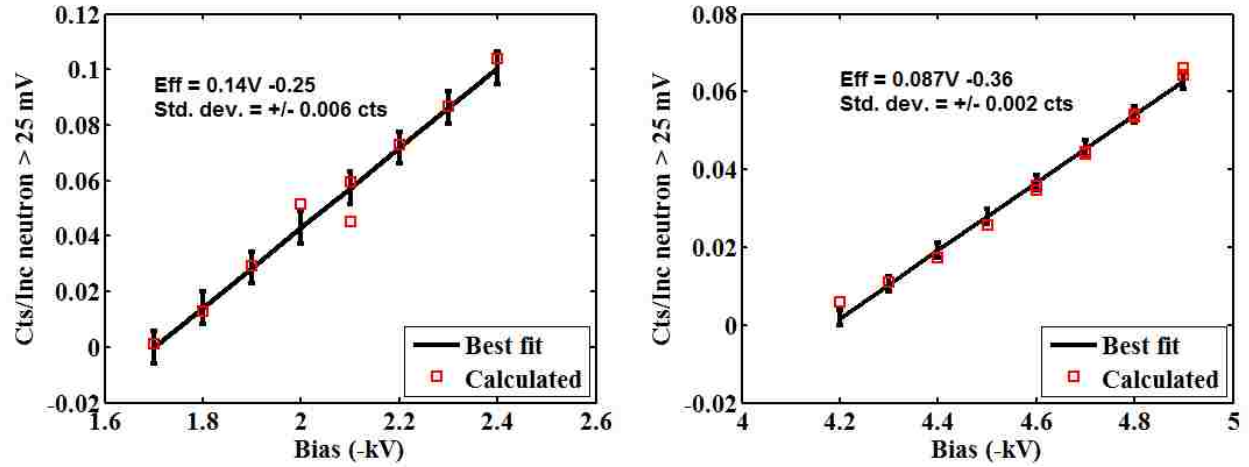 Cts/Inc neutron > 25 mV
0.12
0.1
0.08
0.06
0.04
0.02
0
-0.02
Eff = 0.14V -0.25
Std. dev. = +/- 0.006 cts
Best fit
Calculated
1.6
1.8
2
2.2
2.4
2.6
Bias (-kV)
Cts/Inc neutron > 25 mV
0.08
0.06
0.04
0.02
0
-0.02
Eff = 0.087V -0.36
Std. dev. = +/- 0.002 cts
Best fit
Calculated
4
4.2
4.4
4.6
4.8
5
Bias (-kV)